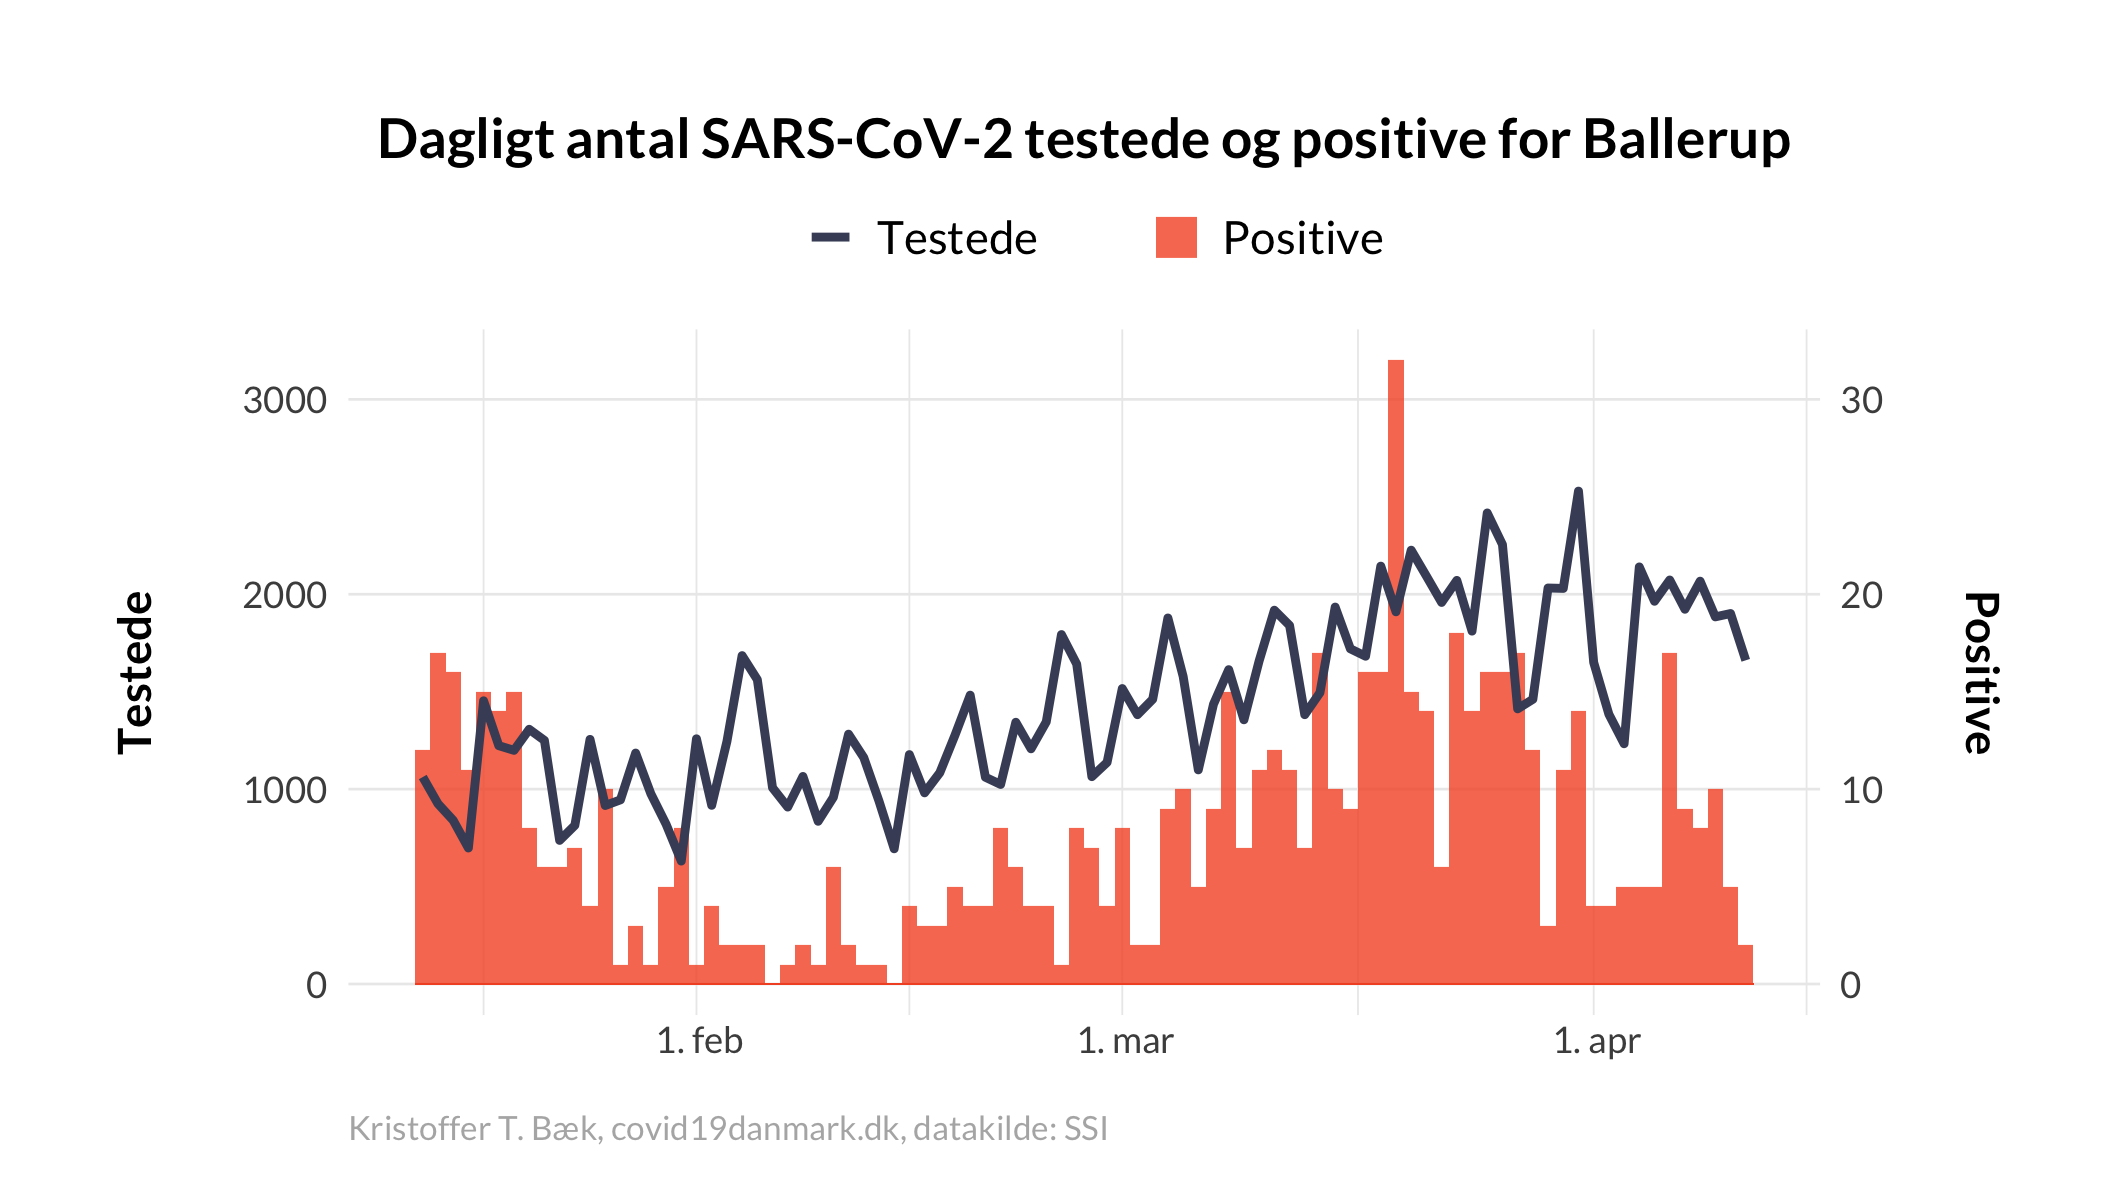 Dagligt antal SARS-CoV-2 testede og positive for Ballerup
Testede
Positive
3000
2000
1000
0
Testede
30
20
10
0
Positive
1. feb
1. mar
1. apr
Kristoffer T. Bæk, covid19danmark.dk, datakilde: SSI